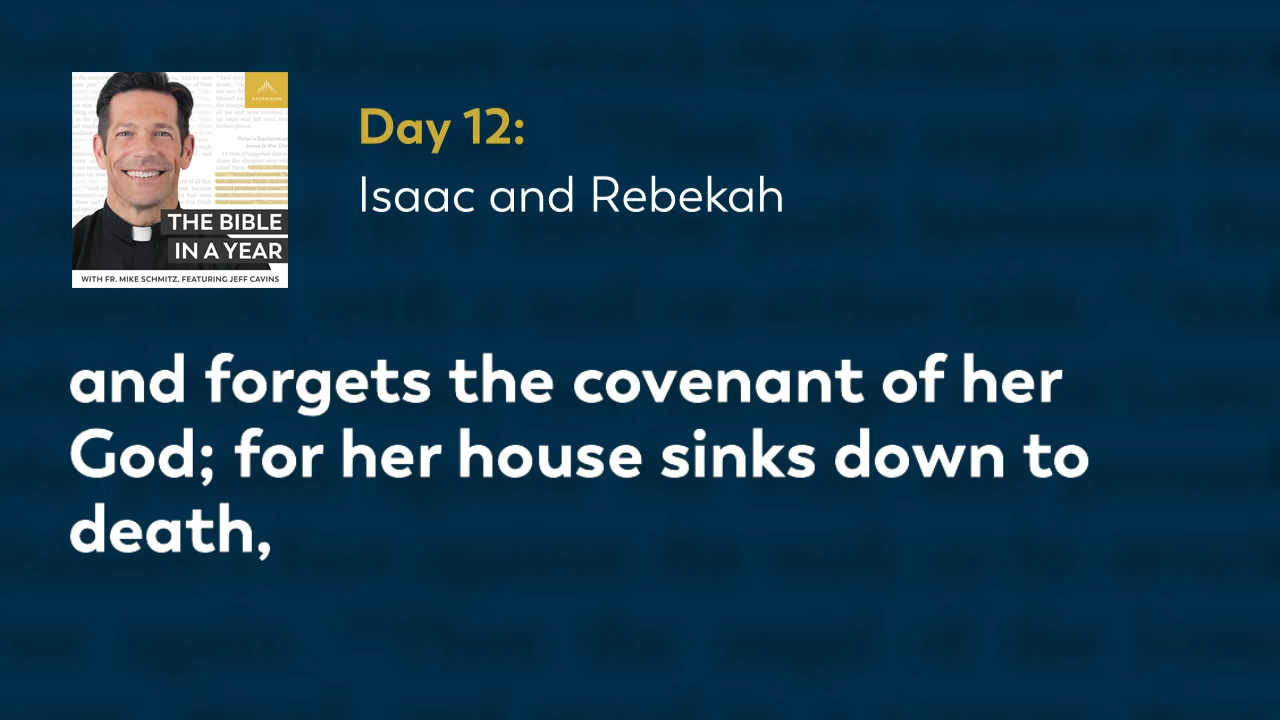 ASCENSION
THE BIBLE
IN A YEAR
WITH FR. MIKE SCHMITZ, FEATURING JEFF CAVINS
Day 12:
Isaac and Rebekah
and forgets the covenant of her
God; for her house sinks down to
death,